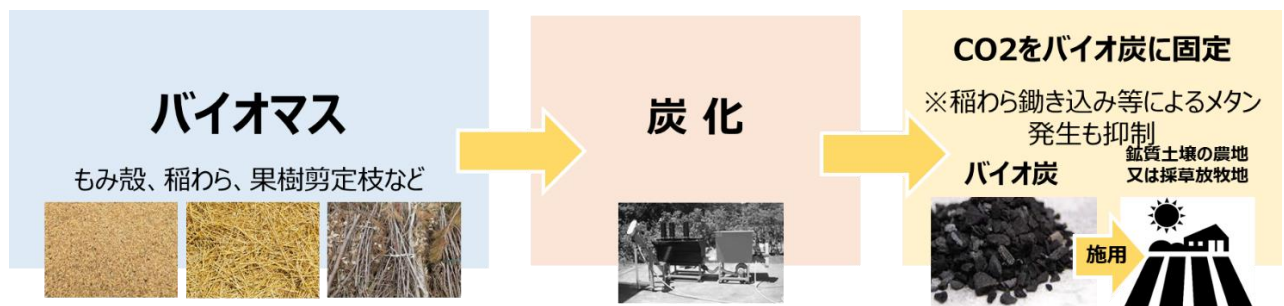 バイオマス
もみ殻、稲わら、果樹剪定枝など
炭 化
CO2をバイオ炭に固定
※稲わら鋤き込み等によるメタン
発生も抑制
バイオ炭
鉱質土壌の農地
又は採草放牧地
施用